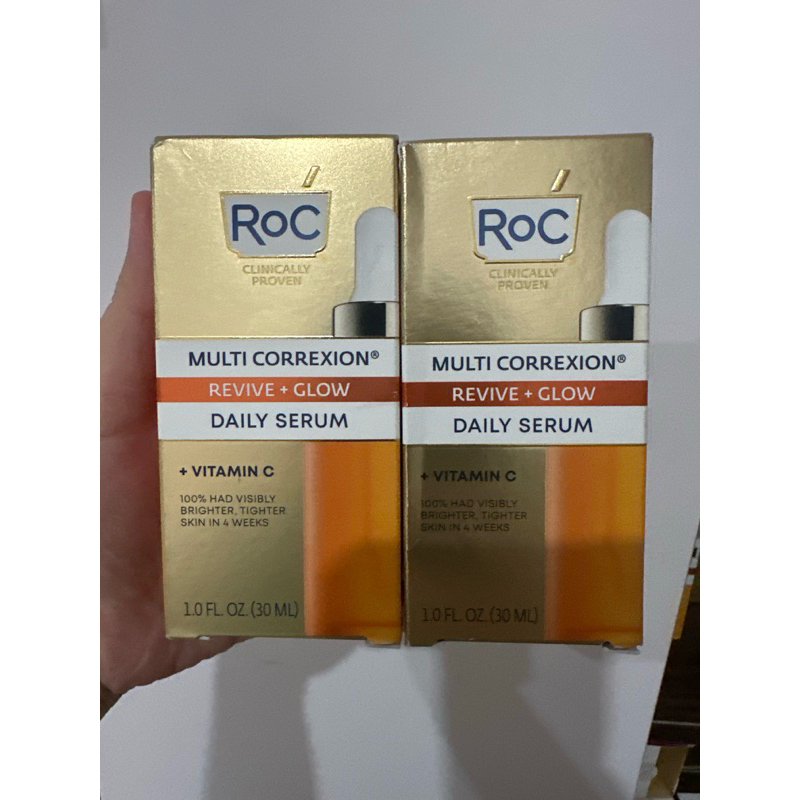 RoC
CLINICALLY
PROVEN
MULTI CORREXION®
REVIVE + GLOW
DAILY SERUM
+ VITAMIN C
100% HAD VISIBLY
BRIGHTER, TIGHTER
SKIN IN 4 WEEKS
1.0 FL. OZ. (30 ML)
RoC
CLINICALLY
PROVEN
MULTI CORREXION®
REVIVE + GLOW
DAILY SERUM
+ VITAMIN C
100% HAD VISIBLY
BRIGHTER, TIGHTER
SKIN IN 4 WEEKS
1.0 FL. OZ. (30 ML)